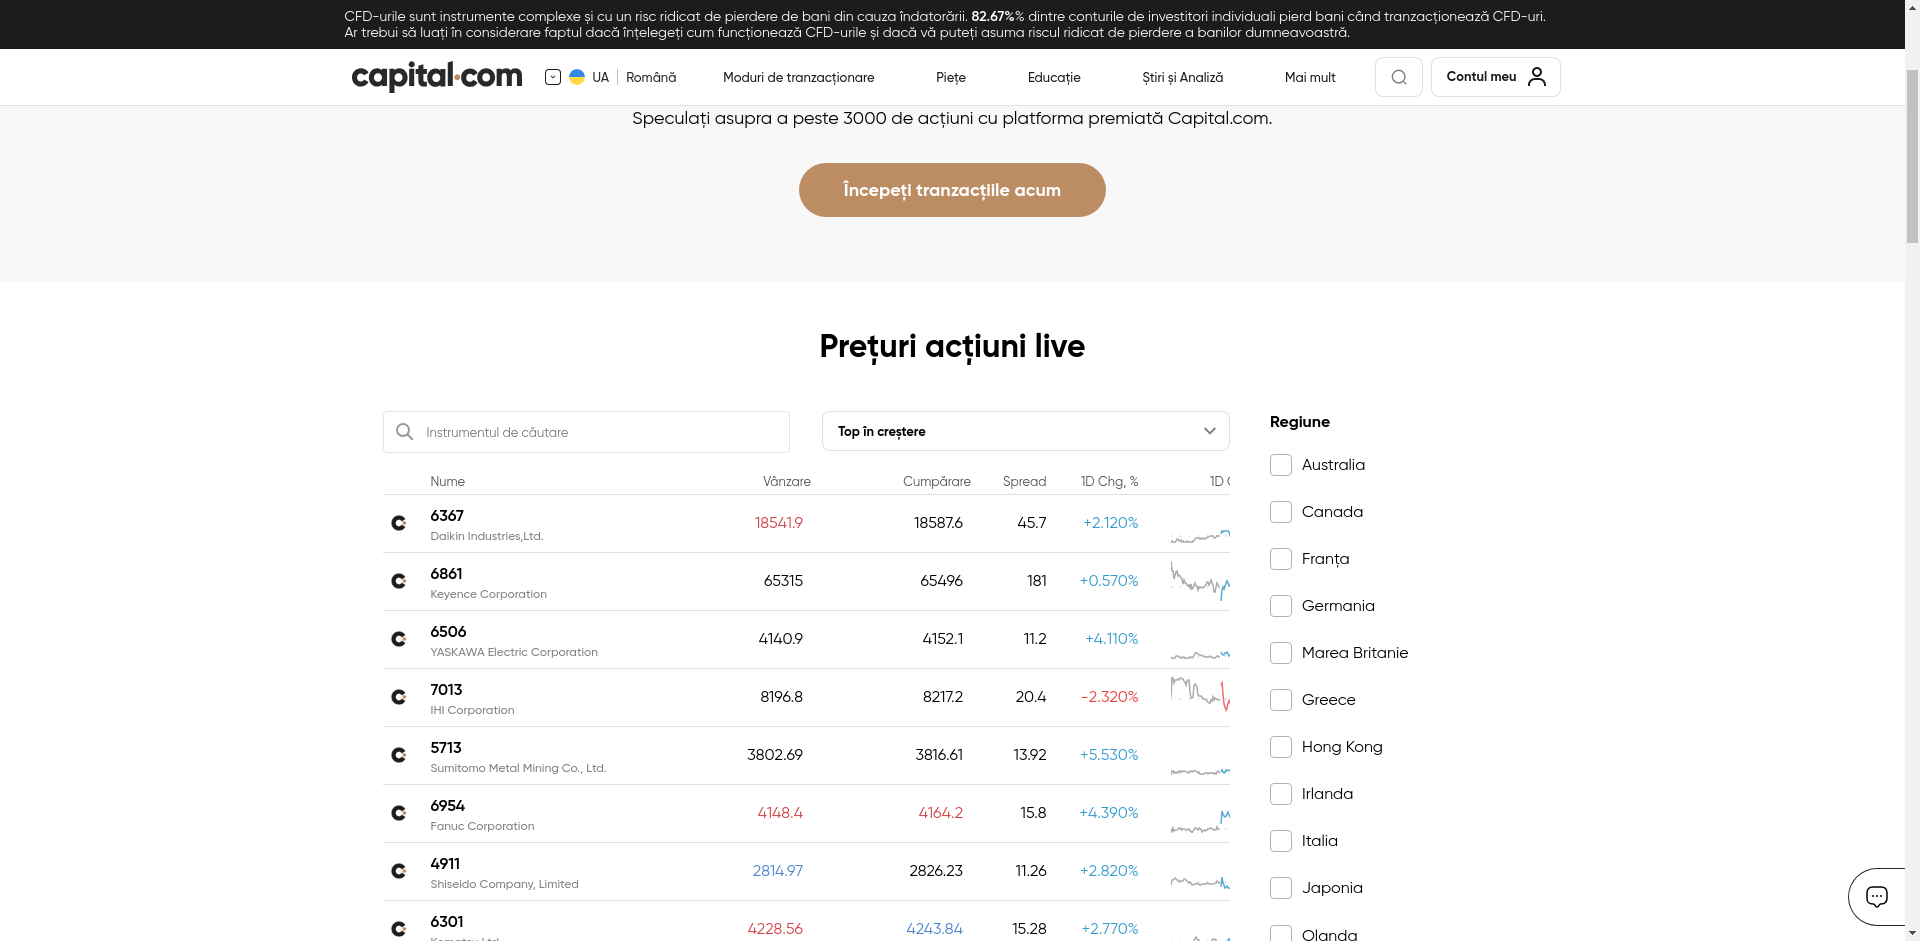 CFD-urile sunt instrumente complexe și cu un risc ridicat de pierdere de bani din cauza îndatorării. 82.67%% dintre conturile de investitori individuali pierd bani când tranzacționează CFD-uri.
Ar trebui să luați în considerare faptul dacă înțelegeți cum funcționează CFD-urile și dacă vă puteți asuma riscul ridicat de pierdere a banilor dumneavoastră.
capital.com UA Română Moduri de tranzacționare Piețe Educație Știri și Analiză Mai mult Contul meu
Speculați asupra a peste 3000 de acțiuni cu platforma premiată Capital.com.
Începeți tranzacțiile acum
Prețuri acțiuni live
Instrumentul de căutare Top în creștere
Nume Vânzare Cumpărare Spread 1D Chg, % 1D
6367 18541.9 18587.6 45.7 +2.120%
Daikin Industries,Ltd.
6861 65315 65496 181 +0.570%
Keyence Corporation
6506 4140.9 4152.1 11.2 +4.110%
YASKAWA Electric Corporation
7013 8196.8 8217.2 20.4 -2.320%
IHI Corporation
5713 3802.69 3816.61 13.92 +5.530%
Sumitomo Metal Mining Co., Ltd.
6954 4148.4 4164.2 15.8 +4.390%
Fanuc Corporation
4911 2814.97 2826.23 11.26 +2.820%
Shiseido Company, Limited
6301 4228.56 4243.84 15.28 +2.770%
Regiune
Australia
Canada
Franța
Germania
Marea Britanie
Greece
Hong Kong
Irlanda
Italia
Japonia
Olanda